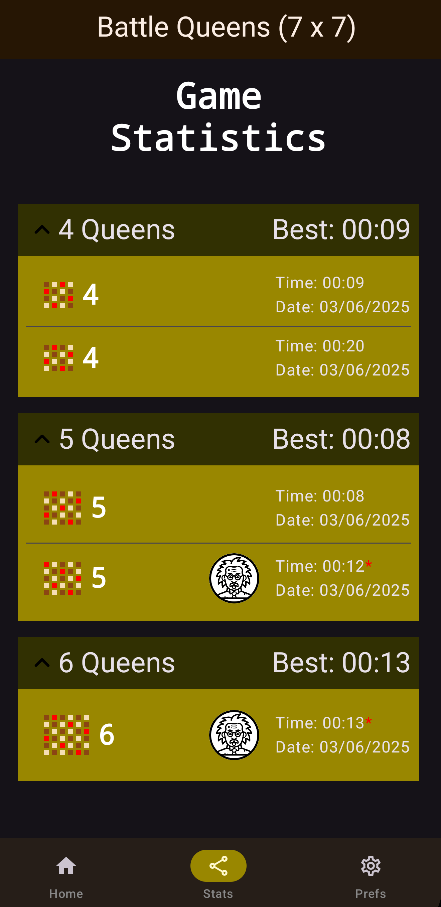 Battle Queens (7 x 7)
Game
Statistics
4 Queens Best: 00:09
4 Time: 00:09
Date: 03/06/2025
4 Time: 00:20
Date: 03/06/2025
5 Queens Best: 00:08
5 Time: 00:08
Date: 03/06/2025
5 Time: 00:12*
Date: 03/06/2025
6 Queens Best: 00:13
6 Time: 00:13*
Date: 03/06/2025
Home Stats Prefs